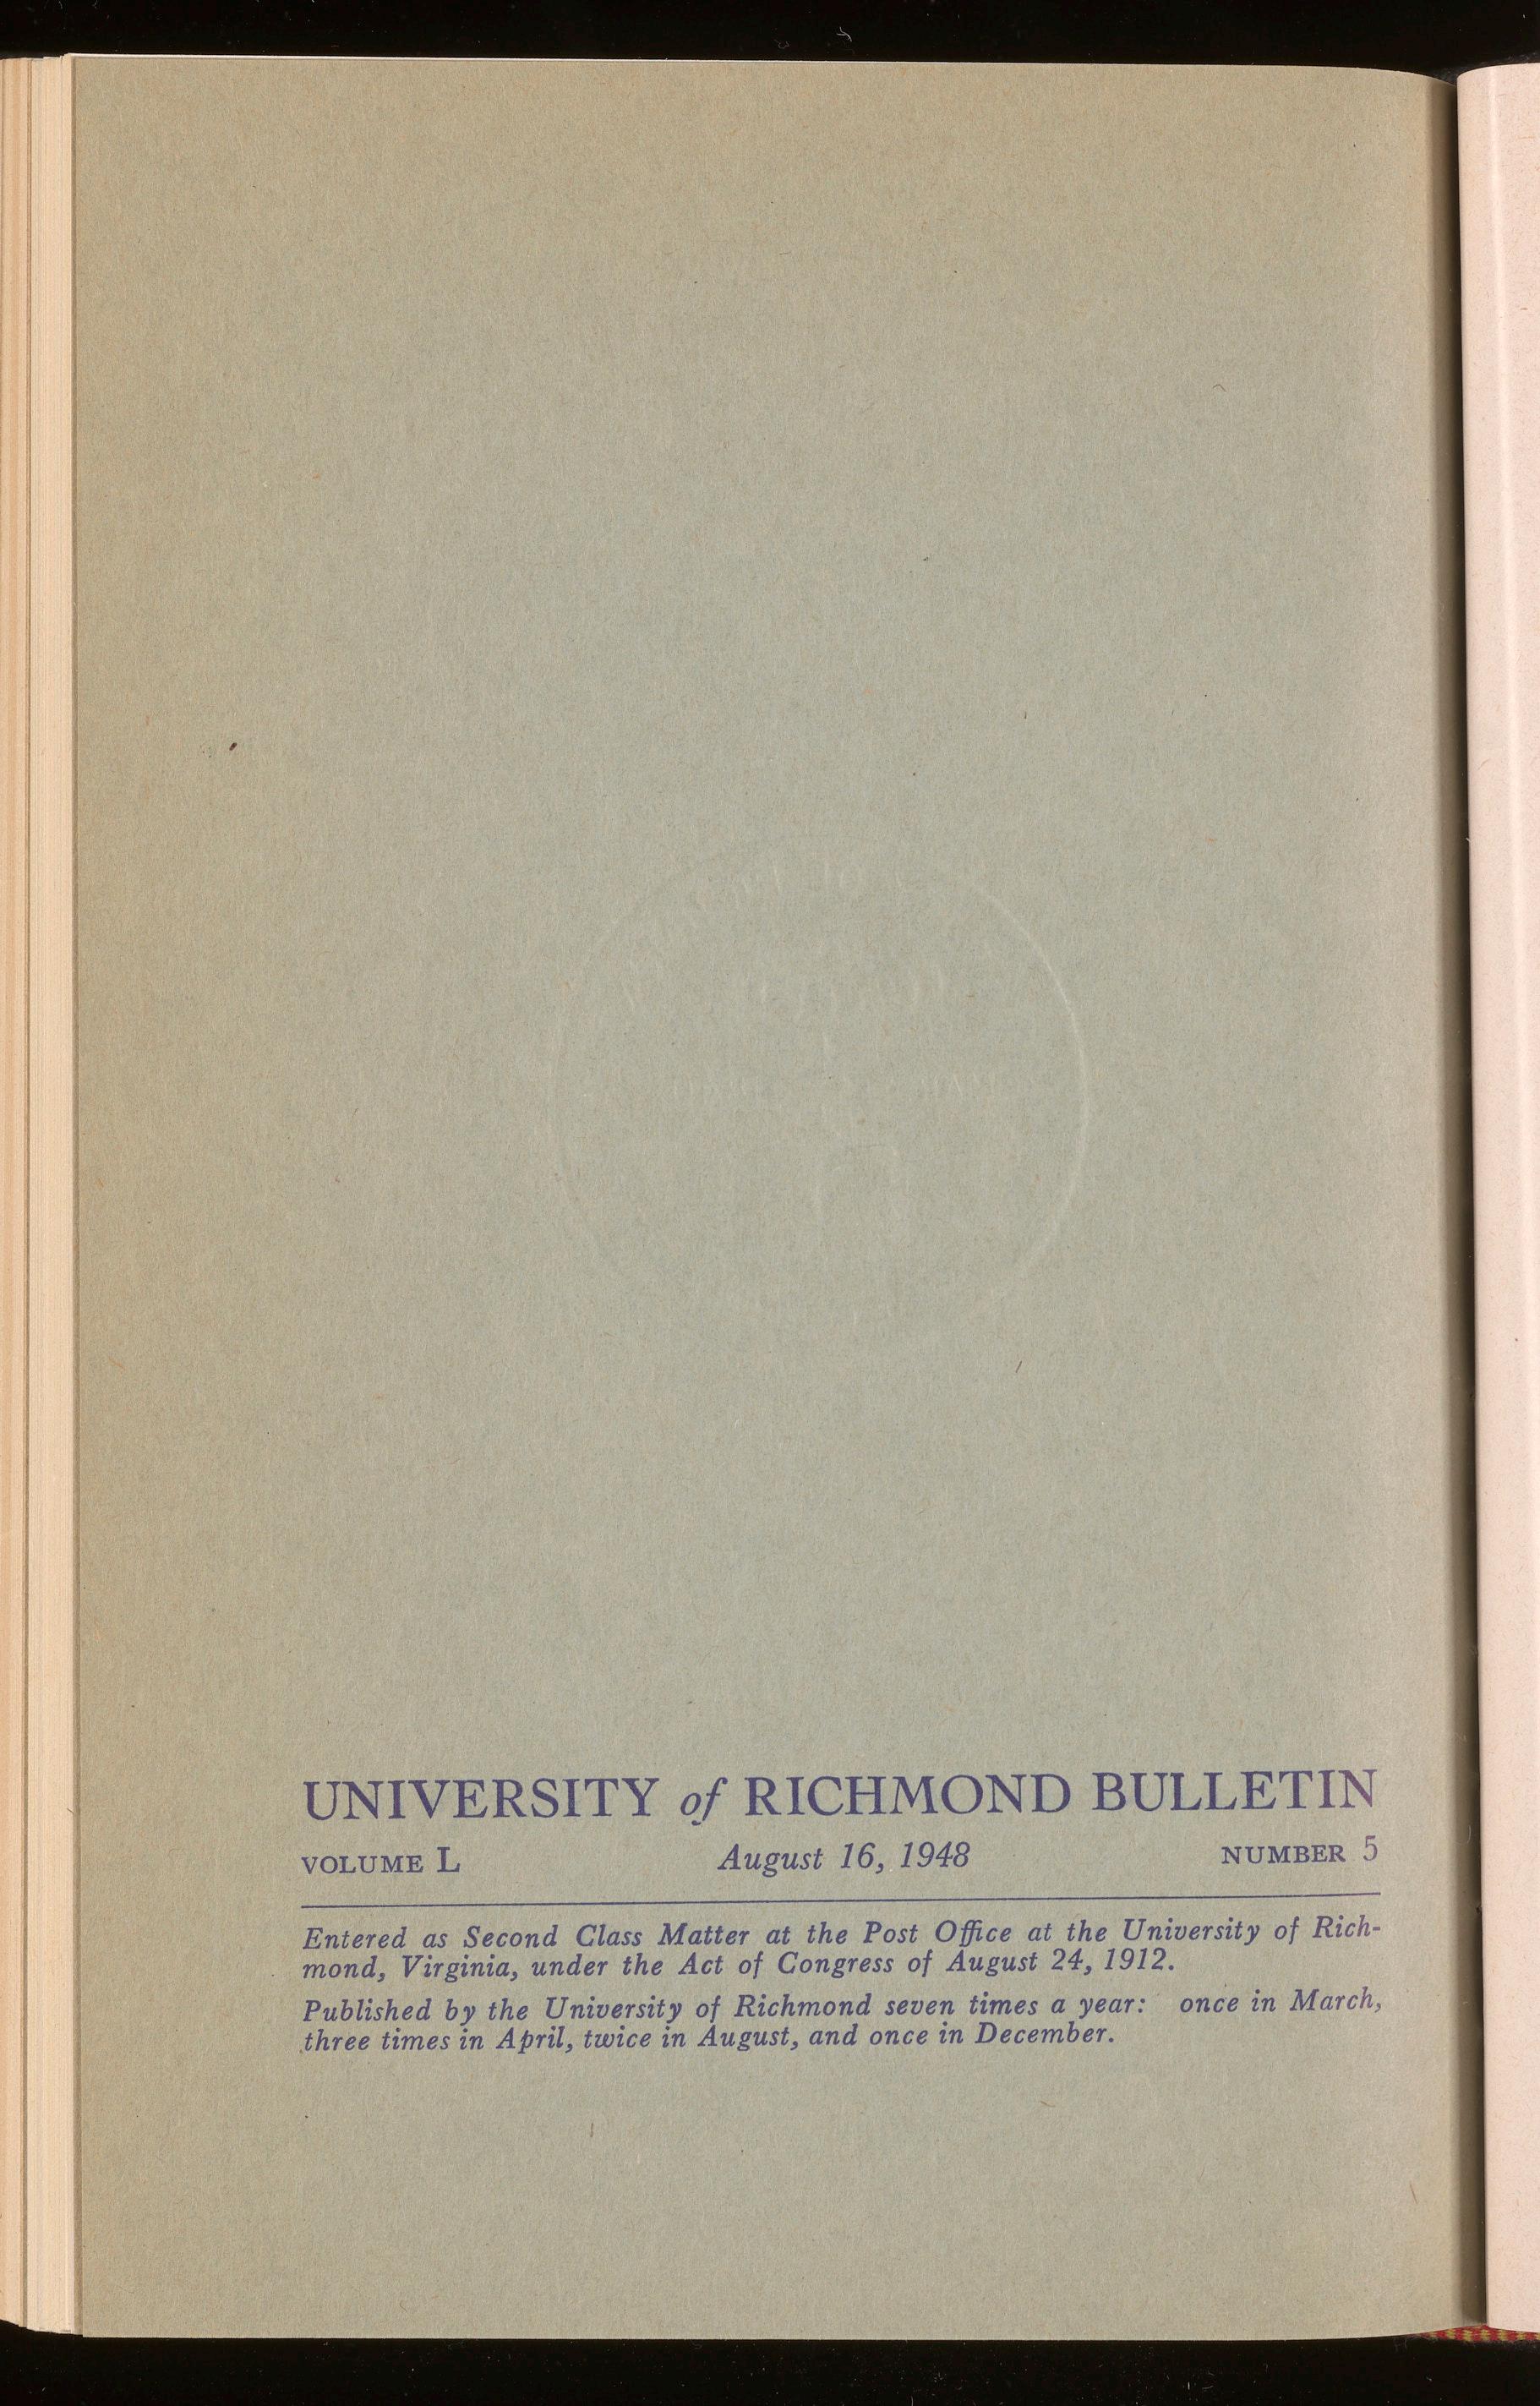 UNIVERSITY of RICHMOND BULLETIN
VOLUME L August 16, 1948 NUMBER 5
Entered as Second Class Matter at the Post Office at the University of Rich-
mond, Virginia, under the Act of Congress of August 24, 1912.
Published by the University of Richmond seven times a year: once in March,
three times in April, twice in August, and once in December.